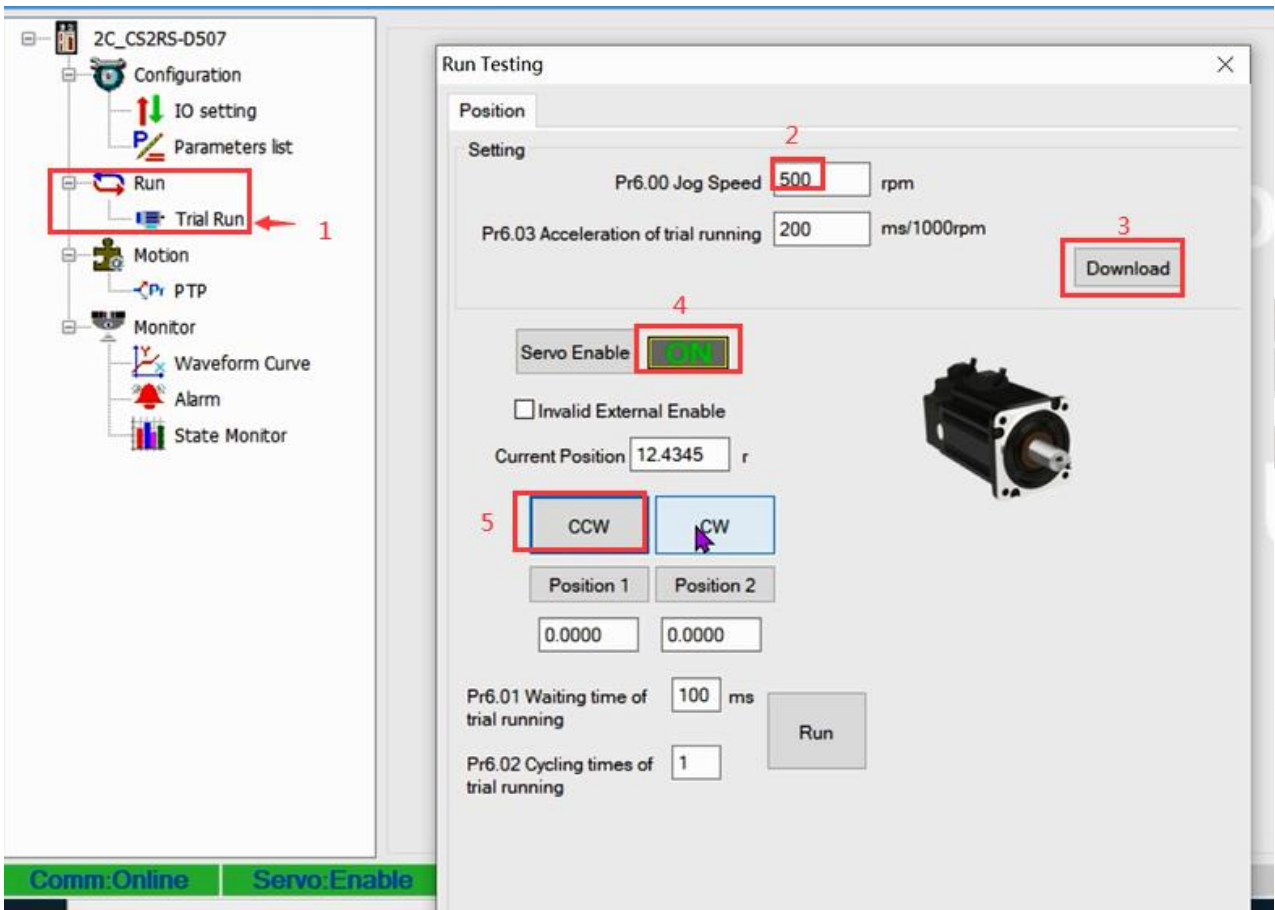 2C_CS2RS-D507
Configuration
IO setting
Parameters list
Run
Trial Run
1
Motion
PTP
Monitor
Waveform Curve
Alarm
State Monitor
Run Testing
Position
Setting
2
Pr6.00 Jog Speed 500 rpm
Pr6.03 Acceleration of trial running 200 ms/1000rpm
3
Download
4
Servo Enable ON
Invalid External Enable
Current Position 12.4345 r
5 CCW CW
Position 1 Position 2
0.0000 0.0000
Pr6.01 Waiting time of 100 ms
trial running
Run
Pr6.02 Cycling times of 1
trial running
Comm:Online Servo:Enable